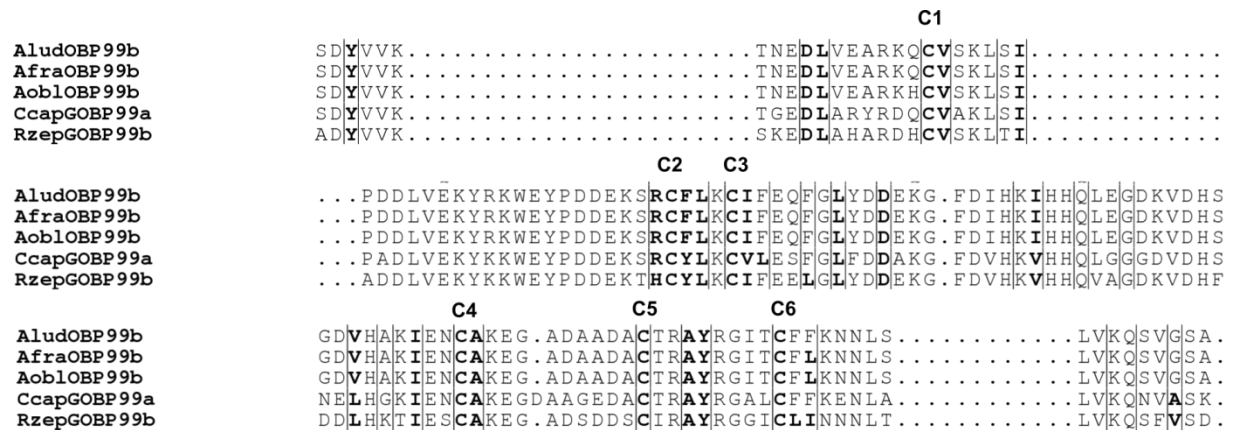 C1
AludOBP99b SDYVVK.......................TNEDLVEARKQCVSKLSI.............
AfraOBP99b SDYVVK.......................TNEDLVEARKQCVSKLSI.............
AoblOBP99b SDYVVK.......................TNEDLVEARKHCVSKLSI.............
CcapGOBP99a SDYVVK.......................TGEDLARYRDQCVAKLSI.............
RzepGOBP99b ADYVVK.......................SKEDLAHARDHCVSKLTI.............
C2 C3
AludOBP99b ...PDDLVEKYRKWEYPDDEKSRCFLKCIFEQFGLYDDEKG.FDIHKIHHQLEGDKVDHS
AfraOBP99b ...PDDLVEKYRKWEYPDDEKSRCFLKCIFEQFGLYDDEKG.FDIHKIHHQLEGDKVDHS
AoblOBP99b ...PDDLVEKYRKWEYPDDEKSRCFLKCIFEQFGLYDDEKG.FDIHKIHHQLEGDKVDHS
CcapGOBP99a ...PADLVEKYKKWEYPDDEKSRCYLKCVLESFGLFDDAKG.FDVHKVHHQLGGGDVDHS
RzepGOBP99b ...ADDLVEKYKKWEYPDDEKTHCYLKCIFEELGLFDDEKG.FDVHKVHHQVAGDKVDHF
C4 C5 C6
AludOBP99b GDVHAKIENCAKEG.ADAADACTRAYRGITCFFKNNLS............LVKQSVGSA.
AfraOBP99b GDVHAKIENCAKEG.ADAADACTRAYRGITCFLKNNLS............LVKQSVGSA.
AoblOBP99b GDVHAKIENCAKEG.ADAADACTRAYRGITCFLKNNLS............LVKQSVGSA.
CcapGOBP99a NELHGKIENCAKEGDAAGEDACTRAYRGALCFFKENLA............LVKQNVASK.
RzepGOBP99b DDLHKTIESCAKEG.ADSDDSCTRAYRGGICLINNNLT............LVKQSFVSD.